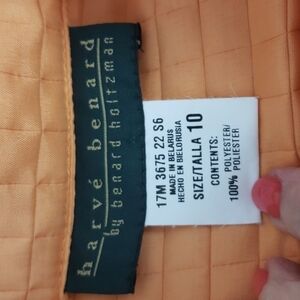 harvé benard
by benard holtzman
17M 3675 22 S6
MADE IN BELARUS
HECHO EN BIELORUSIA
SIZE/TALLA 10
CONTENTS:
POLYESTER/
100% POLIESTER